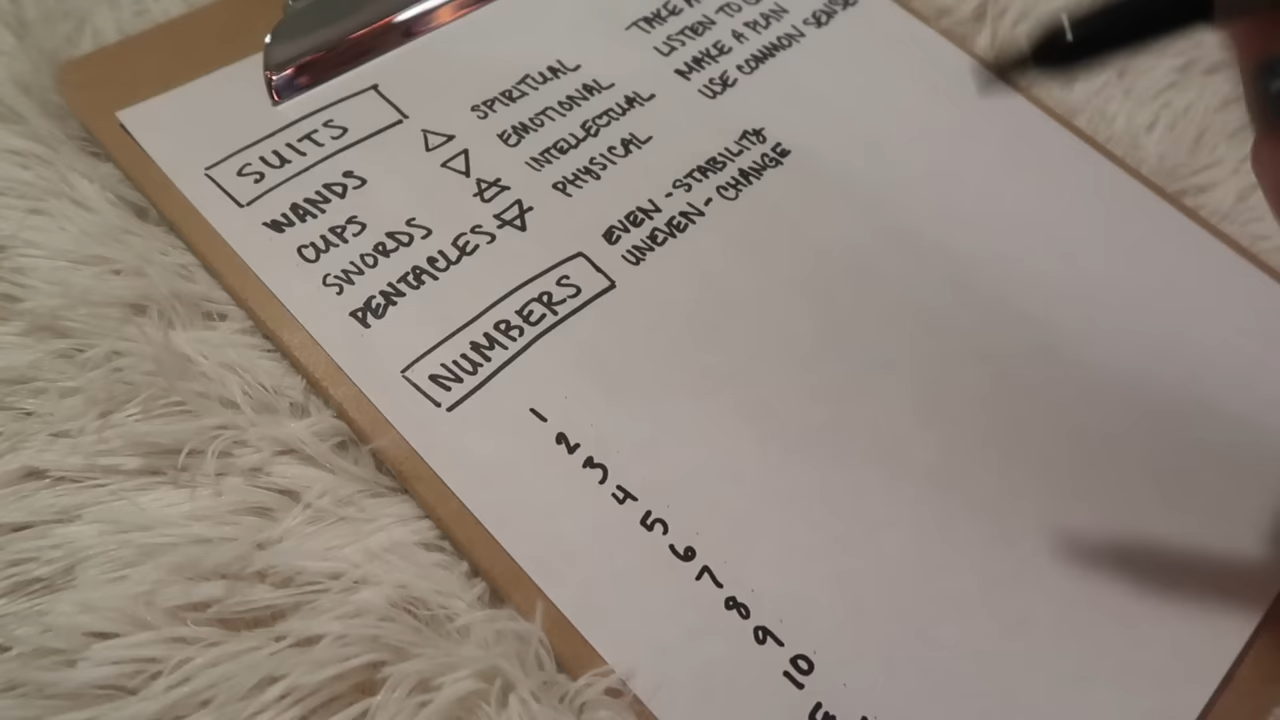 SUITS
WANDS △ SPIRITUAL TAKE A
CUPS ▽ EMOTIONAL LISTEN TO
SWORDS 🜁 INTELLECTUAL MAKE A PLAN
PENTACLES 🜃 PHYSICAL USE COMMON SENSE
NUMBERS
EVEN - STABILITY
UNEVEN - CHANGE
1
2
3
4
5
6
7
8
9
10